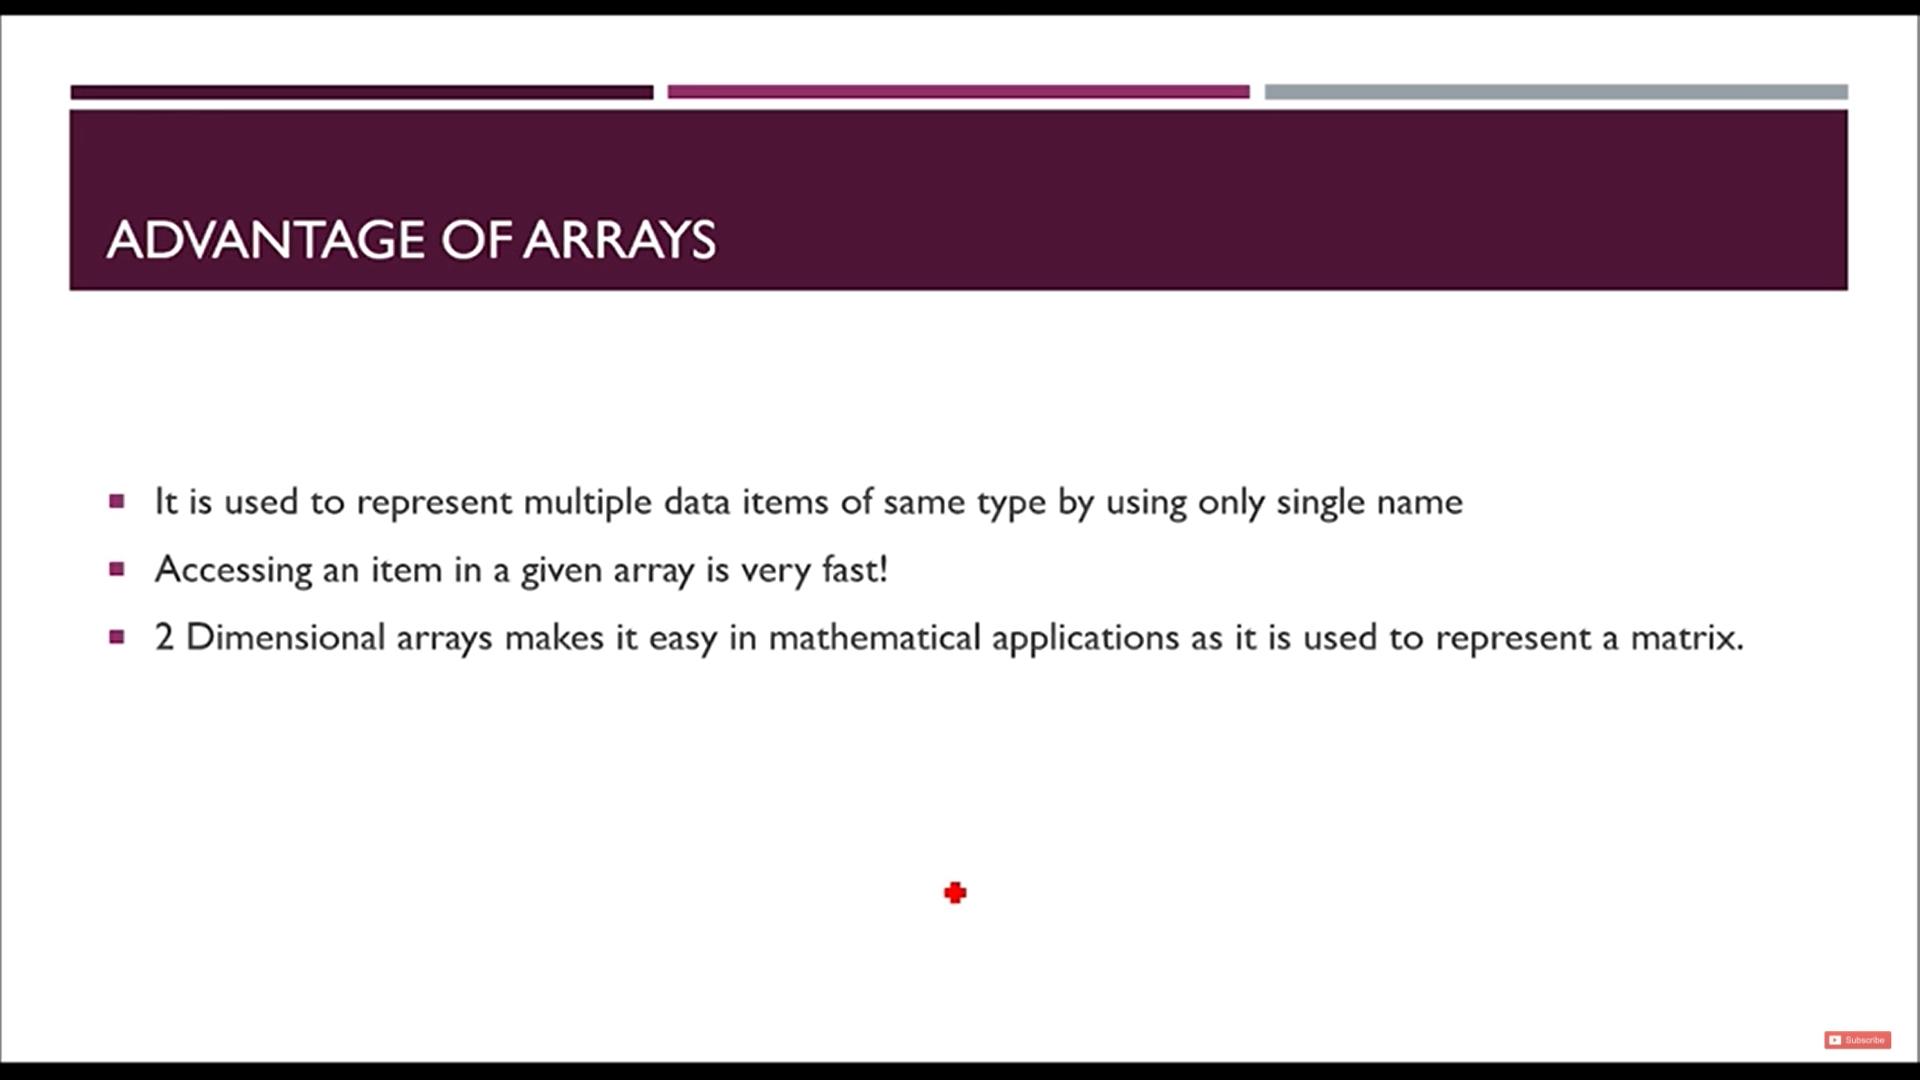 ADVANTAGE OF ARRAYS
It is used to represent multiple data items of same type by using only single name
Accessing an item in a given array is very fast!
2 Dimensional arrays makes it easy in mathematical applications as it is used to represent a matrix.
Subscribe